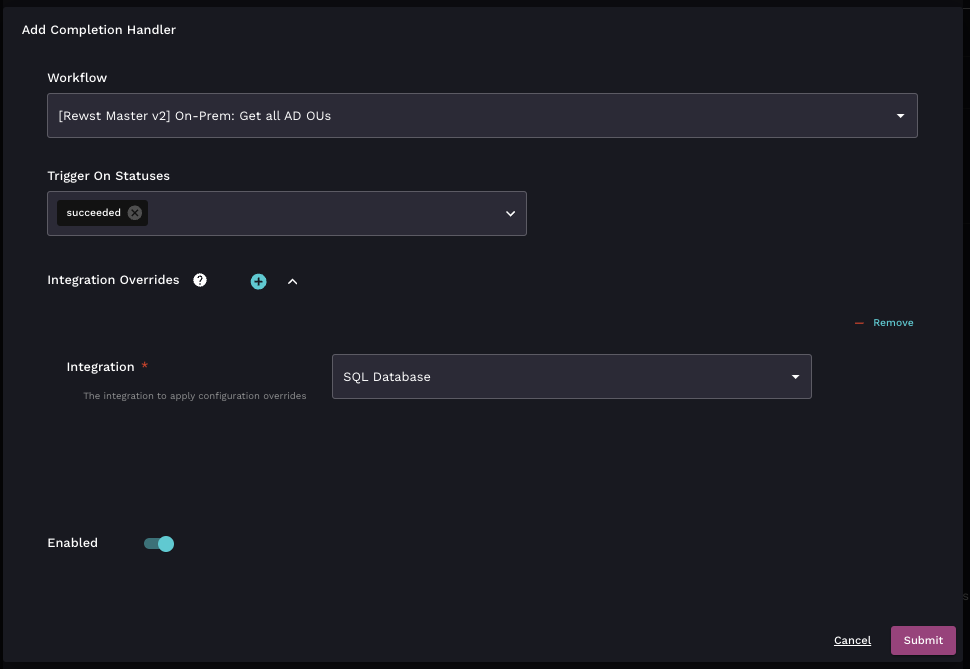 Add Completion Handler
Workflow
[Rewst Master v2] On-Prem: Get all AD OUs
Trigger On Statuses
succeeded
Integration Overrides ?
Remove
Integration *
SQL Database
The integration to apply configuration overrides
Enabled
Cancel Submit